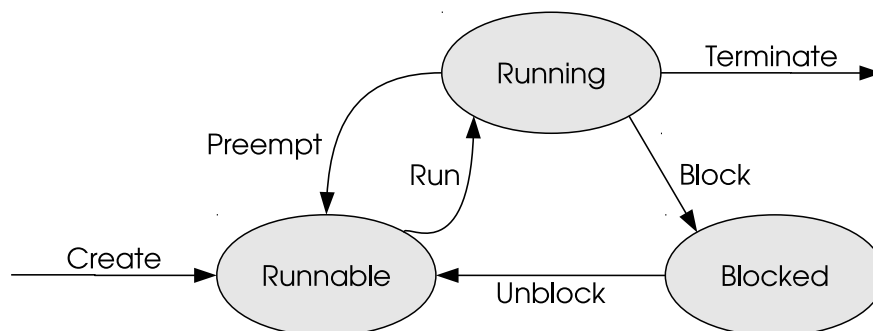 Running
Terminate
Preempt
Run
Block
Create
Runnable
Unblock
Blocked